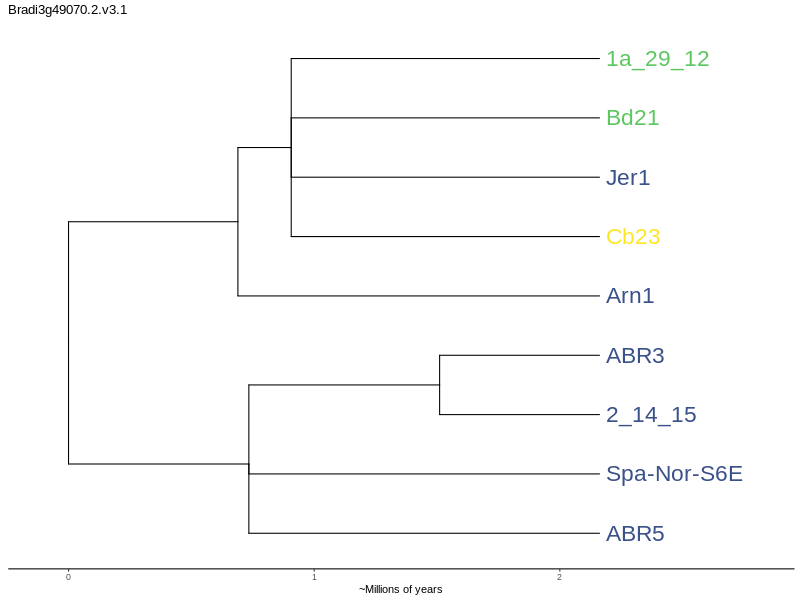 Bradi3g49070.2.v3.1
1a_29_12
Bd21
Jer1
Cb23
Arn1
ABR3
2_14_15
Spa-Nor-S6E
ABR5
0 1 2
~Millions of years